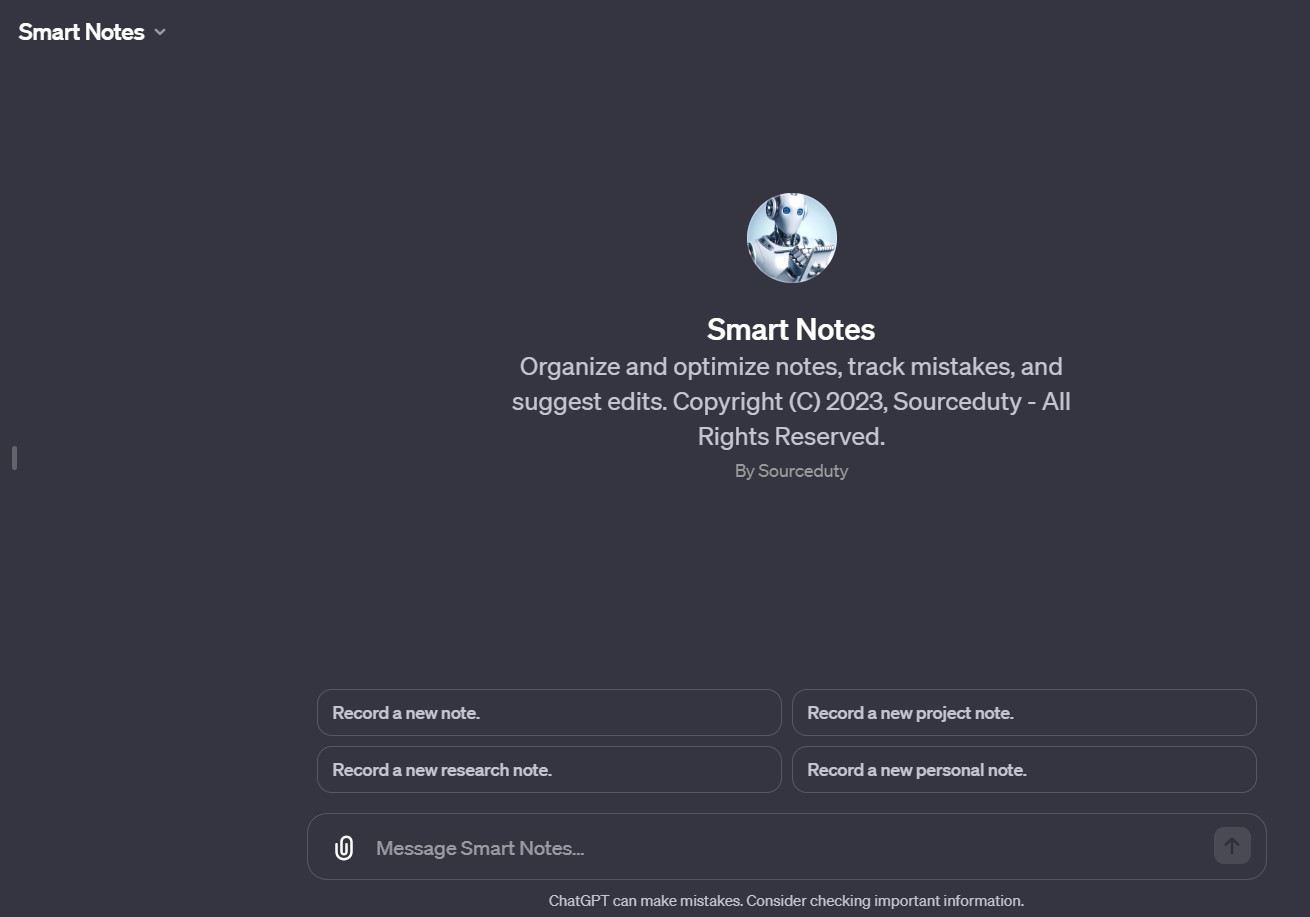 Smart Notes
Smart Notes
Organize and optimize notes, track mistakes, and
suggest edits. Copyright (C) 2023, Sourceduty - All
Rights Reserved.
By Sourceduty
Record a new note.
Record a new project note.
Record a new research note.
Record a new personal note.
Message Smart Notes...
ChatGPT can make mistakes. Consider checking important information.